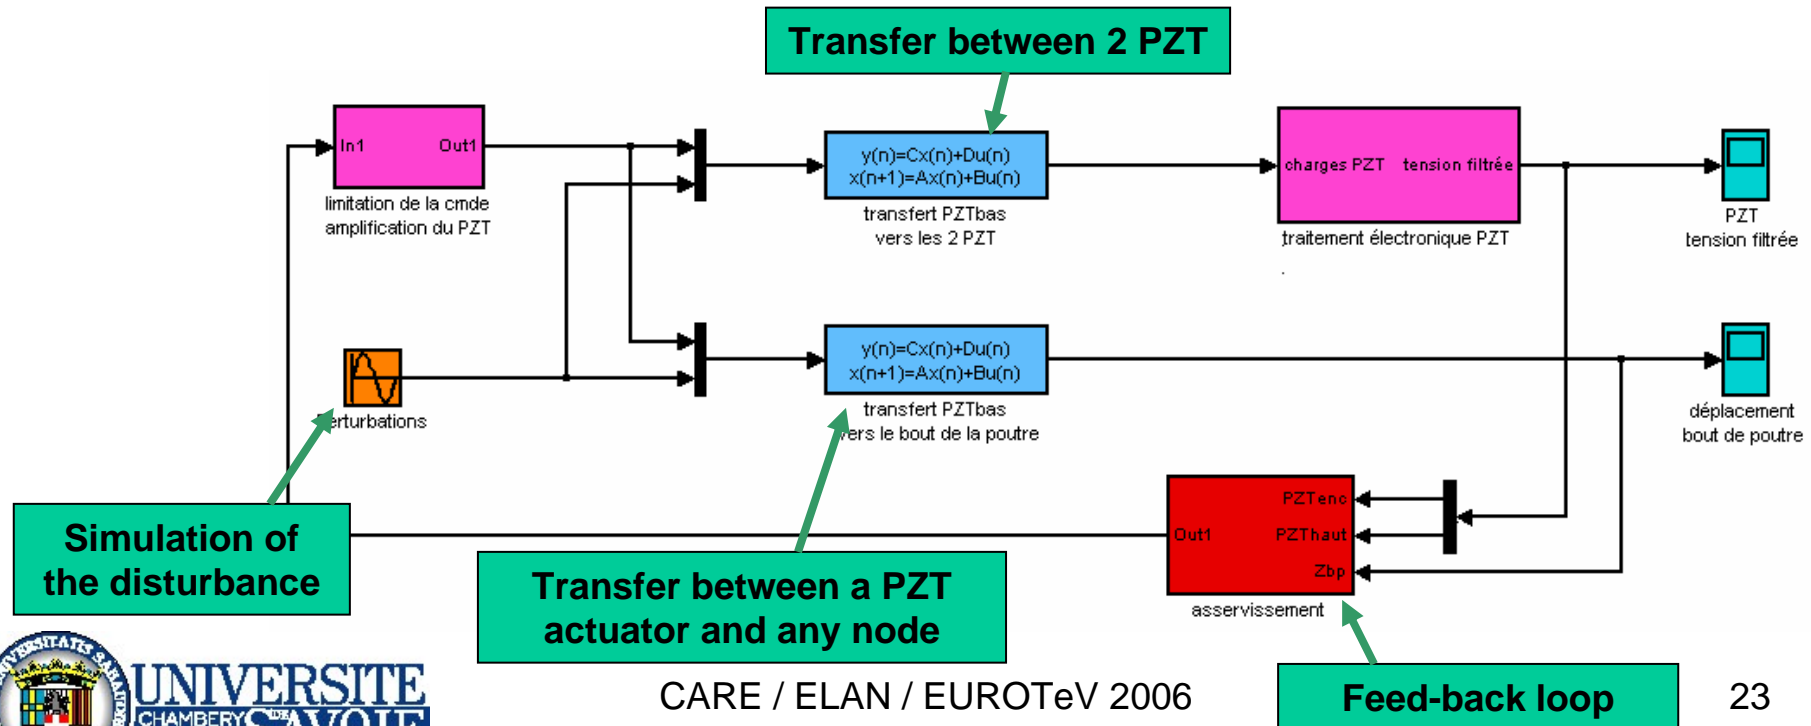 Transfer between 2 PZT
In1 Out1
limitation de la cmde
amplification du PZT
y(n)=Cx(n)+Du(n)
x(n+1)=Ax(n)+Bu(n)
transfert PZTbas
vers les 2 PZT
charges PZT tension filtrée
traitement électronique PZT
PZT
tension filtrée
Perturbations
y(n)=Cx(n)+Du(n)
x(n+1)=Ax(n)+Bu(n)
transfert PZTbas
vers le bout de la poutre
déplacement
bout de poutre
PZTenc
Out1 PZThaut
Zbp
asservissement
Simulation of
the disturbance
Transfer between a PZT
actuator and any node
Feed-back loop
UNIVERSITE
CHAMBERY DE SAVOIE
CARE / ELAN / EUROTeV 2006
23